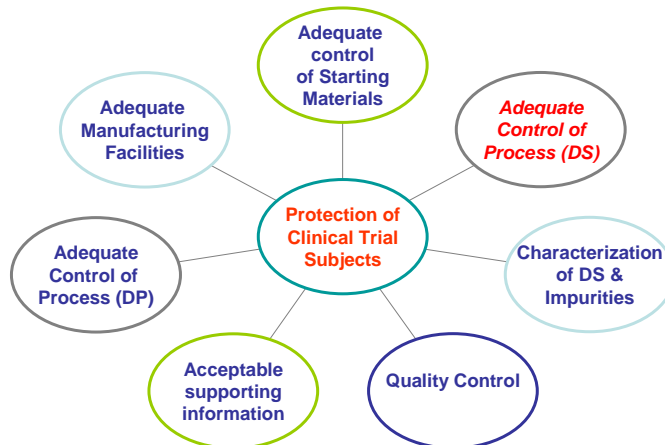 Adequate
control
of Starting
Materials
Adequate
Manufacturing
Facilities
Adequate
Control of
Process (DS)
Protection of
Clinical Trial
Subjects
Adequate
Control of
Process (DP)
Characterization
of DS &
Impurities
Acceptable
supporting
information
Quality Control